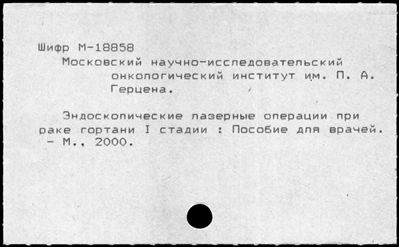 Шифр М-18858
Московский научно-исследовательский
онкологический институт им. П. А.
Герцена.
Эндоскопические лазерные операции при
раке гортани I стадии : Пособие для врачей.
- М., 2000.